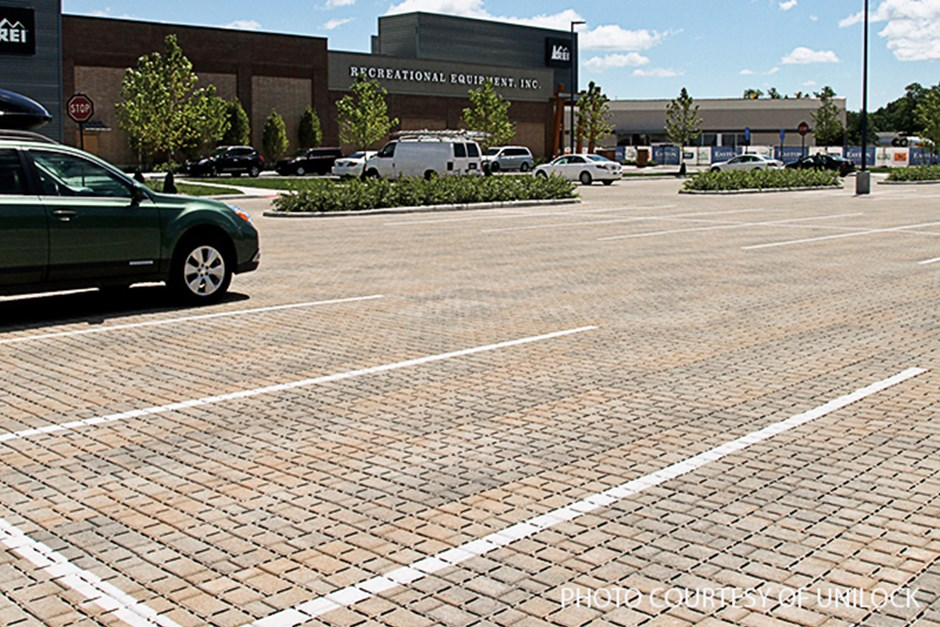 REI
REI
RECREATIONAL EQUIPMENT, INC.
STOP
PHOTO COURTESY OF UNILOCK